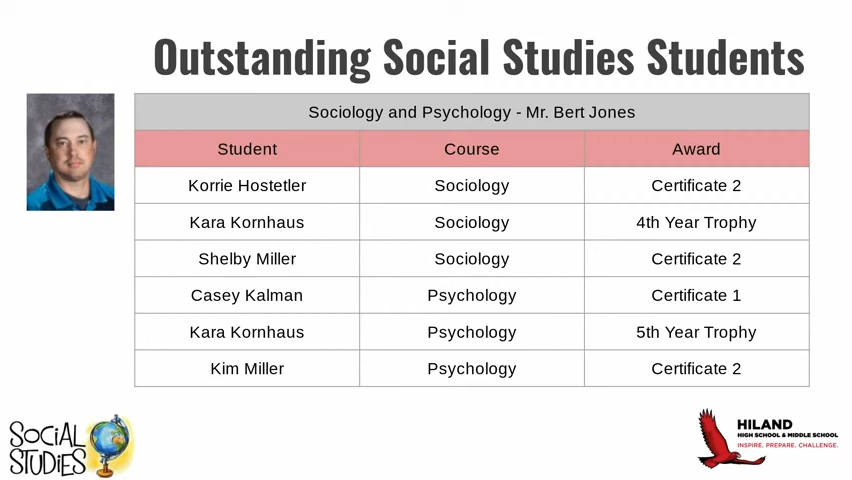 Outstanding Social Studies Students
Sociology and Psychology - Mr. Bert Jones
Student Course Award
Korrie Hostetler Sociology Certificate 2
Kara Kornhaus Sociology 4th Year Trophy
Shelby Miller Sociology Certificate 2
Casey Kalman Psychology Certificate 1
Kara Kornhaus Psychology 5th Year Trophy
Kim Miller Psychology Certificate 2
SOCiAL
STUDiES
HILAND
HIGH SCHOOL & MIDDLE SCHOOL
INSPIRE. PREPARE. CHALLENGE.